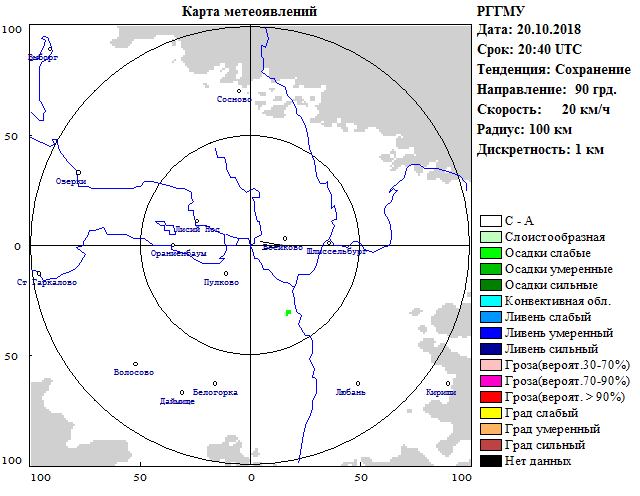 Карта метеоявлений
РГГМУ
Дата: 20.10.2018
Срок: 20:40 UTC
Тенденция: Сохранение
Направление: 90 грд.
Скорость: 20 км/ч
Радиус: 100 км
Дискретность: 1 км
100
50
0
50
100
100
50
0
50
100
Выборг
Сосново
Озерки
Лисий Нос
Ораниенбаум
Воейково
Шлиссельбург
Ст Гаркалово
Пулково
Волосово
Дайвище
Белогорка
Любань
Кириши
С - А
Слоистообразная
Осадки слабые
Осадки умеренные
Осадки сильные
Конвективная обл.
Ливень слабый
Ливень умеренный
Ливень сильный
Гроза(вероят.30-70%)
Гроза(вероят.70-90%)
Гроза(вероят. > 90%)
Град слабый
Град умеренный
Град сильный
Нет данных